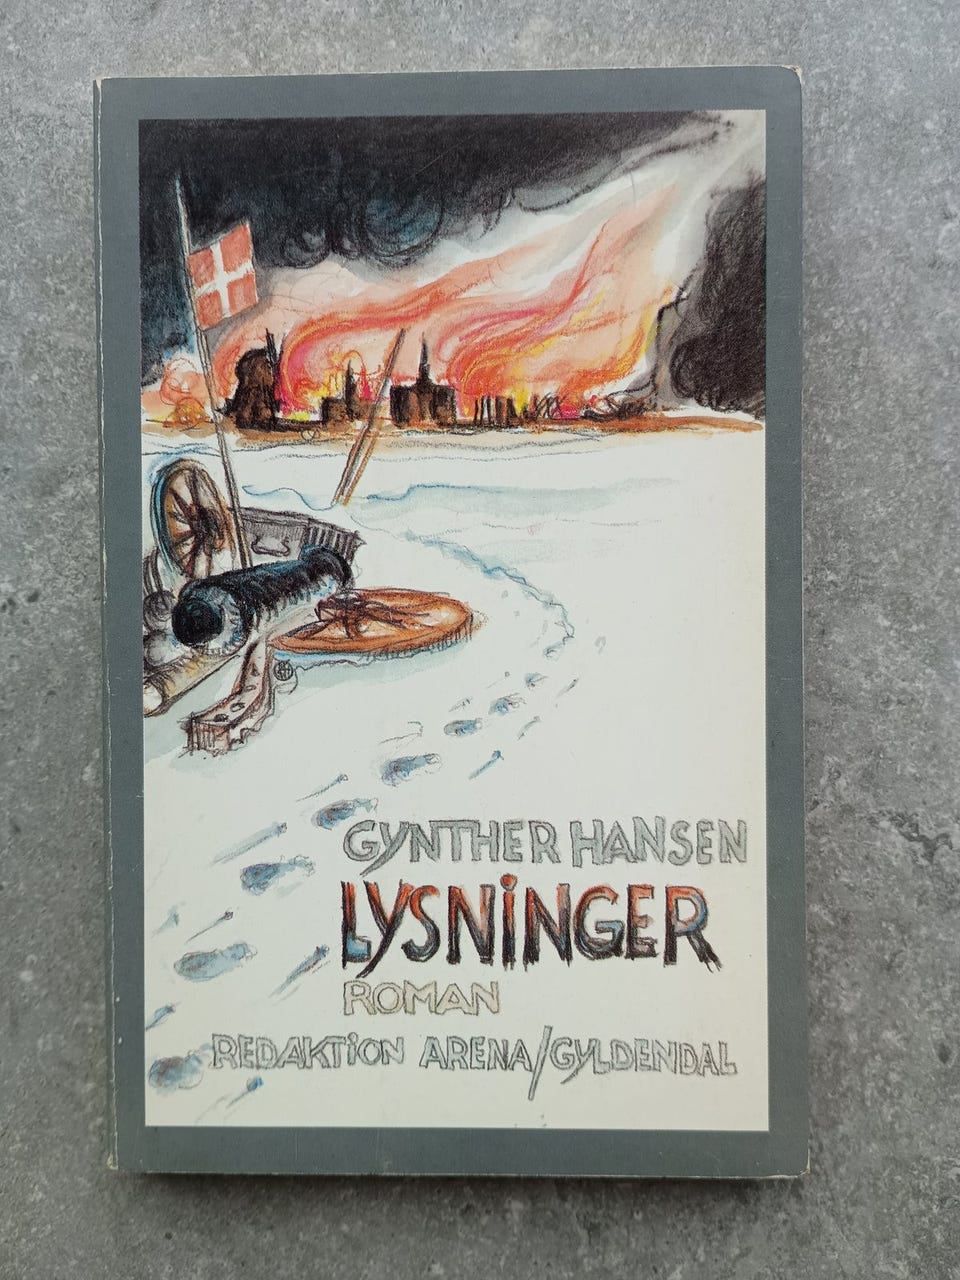 GYNTHER HANSEN
LYSNiNGER
ROMAN
REDAKTiON ARENA/GYLDENDAL